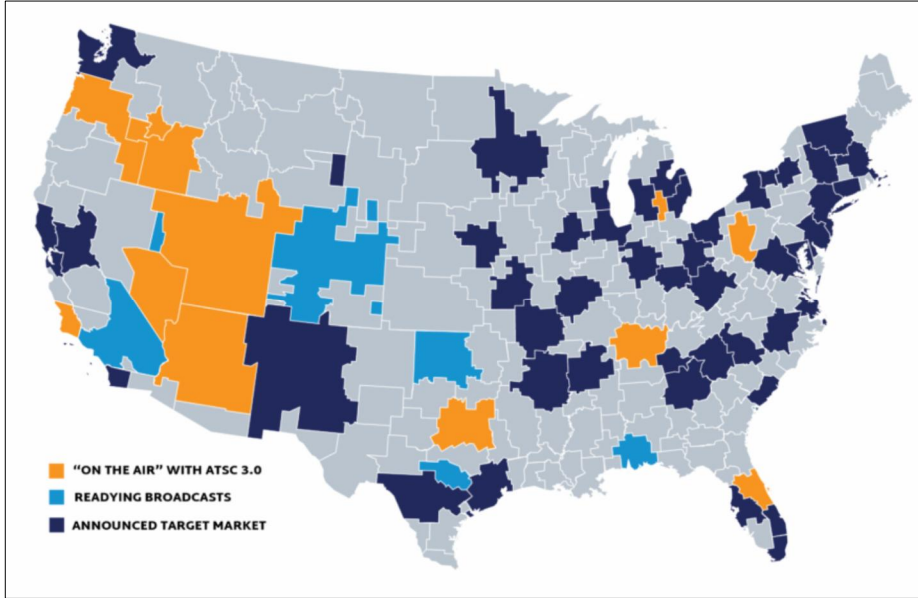 “ON THE AIR” WITH ATSC 3.0
READYING BROADCASTS
ANNOUNCED TARGET MARKET